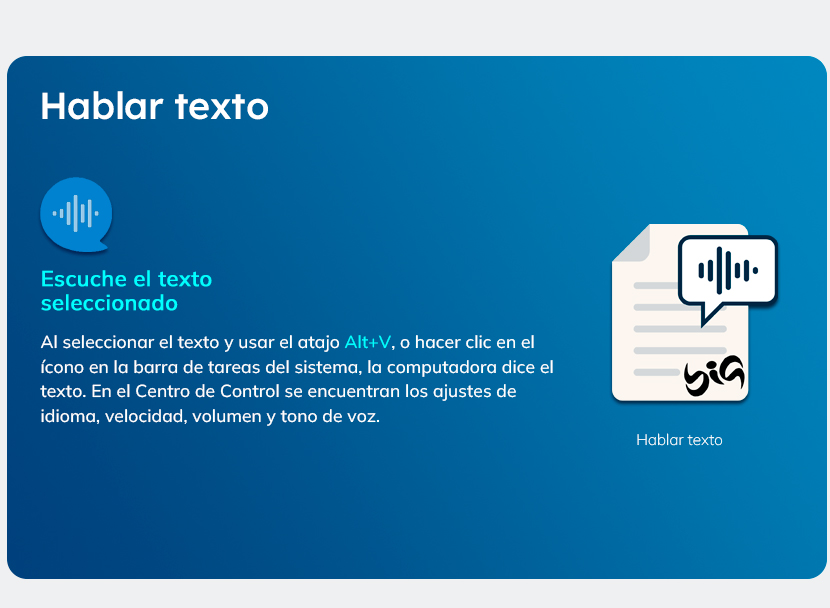 Hablar texto
Escuche el texto
seleccionado
Al seleccionar el texto y usar el atajo Alt+V, o hacer clic en el
ícono en la barra de tareas del sistema, la computadora dice el
texto. En el Centro de Control se encuentran los ajustes de
idioma, velocidad, volumen y tono de voz.
big
Hablar texto